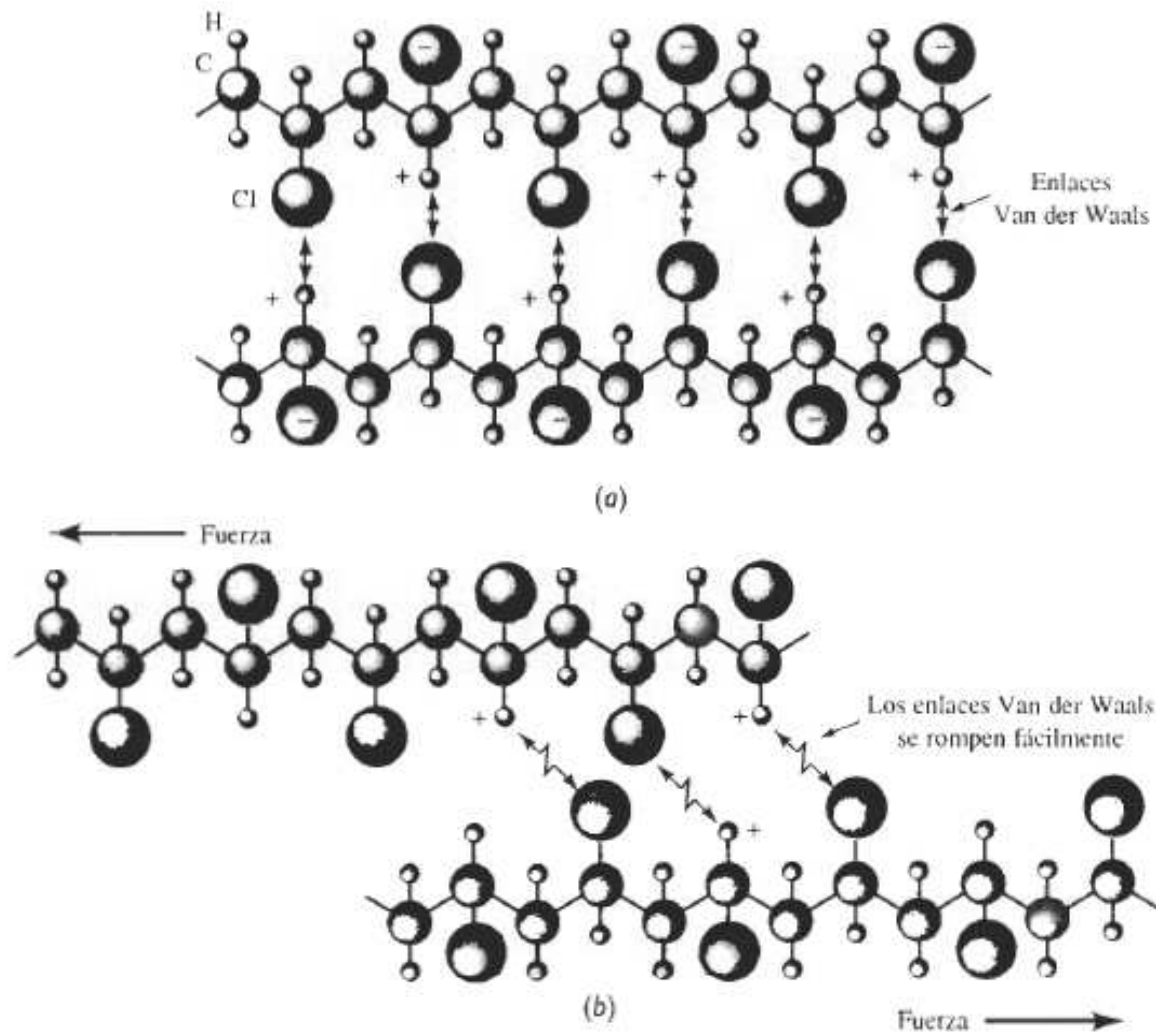 H
C
− − −
+ + +
Cl
Enlaces
Van der Waals
+ + +
− − −
(a)
Fuerza
+ +
Los enlaces Van der Waals
se rompen fácilmente
+
(b)
Fuerza